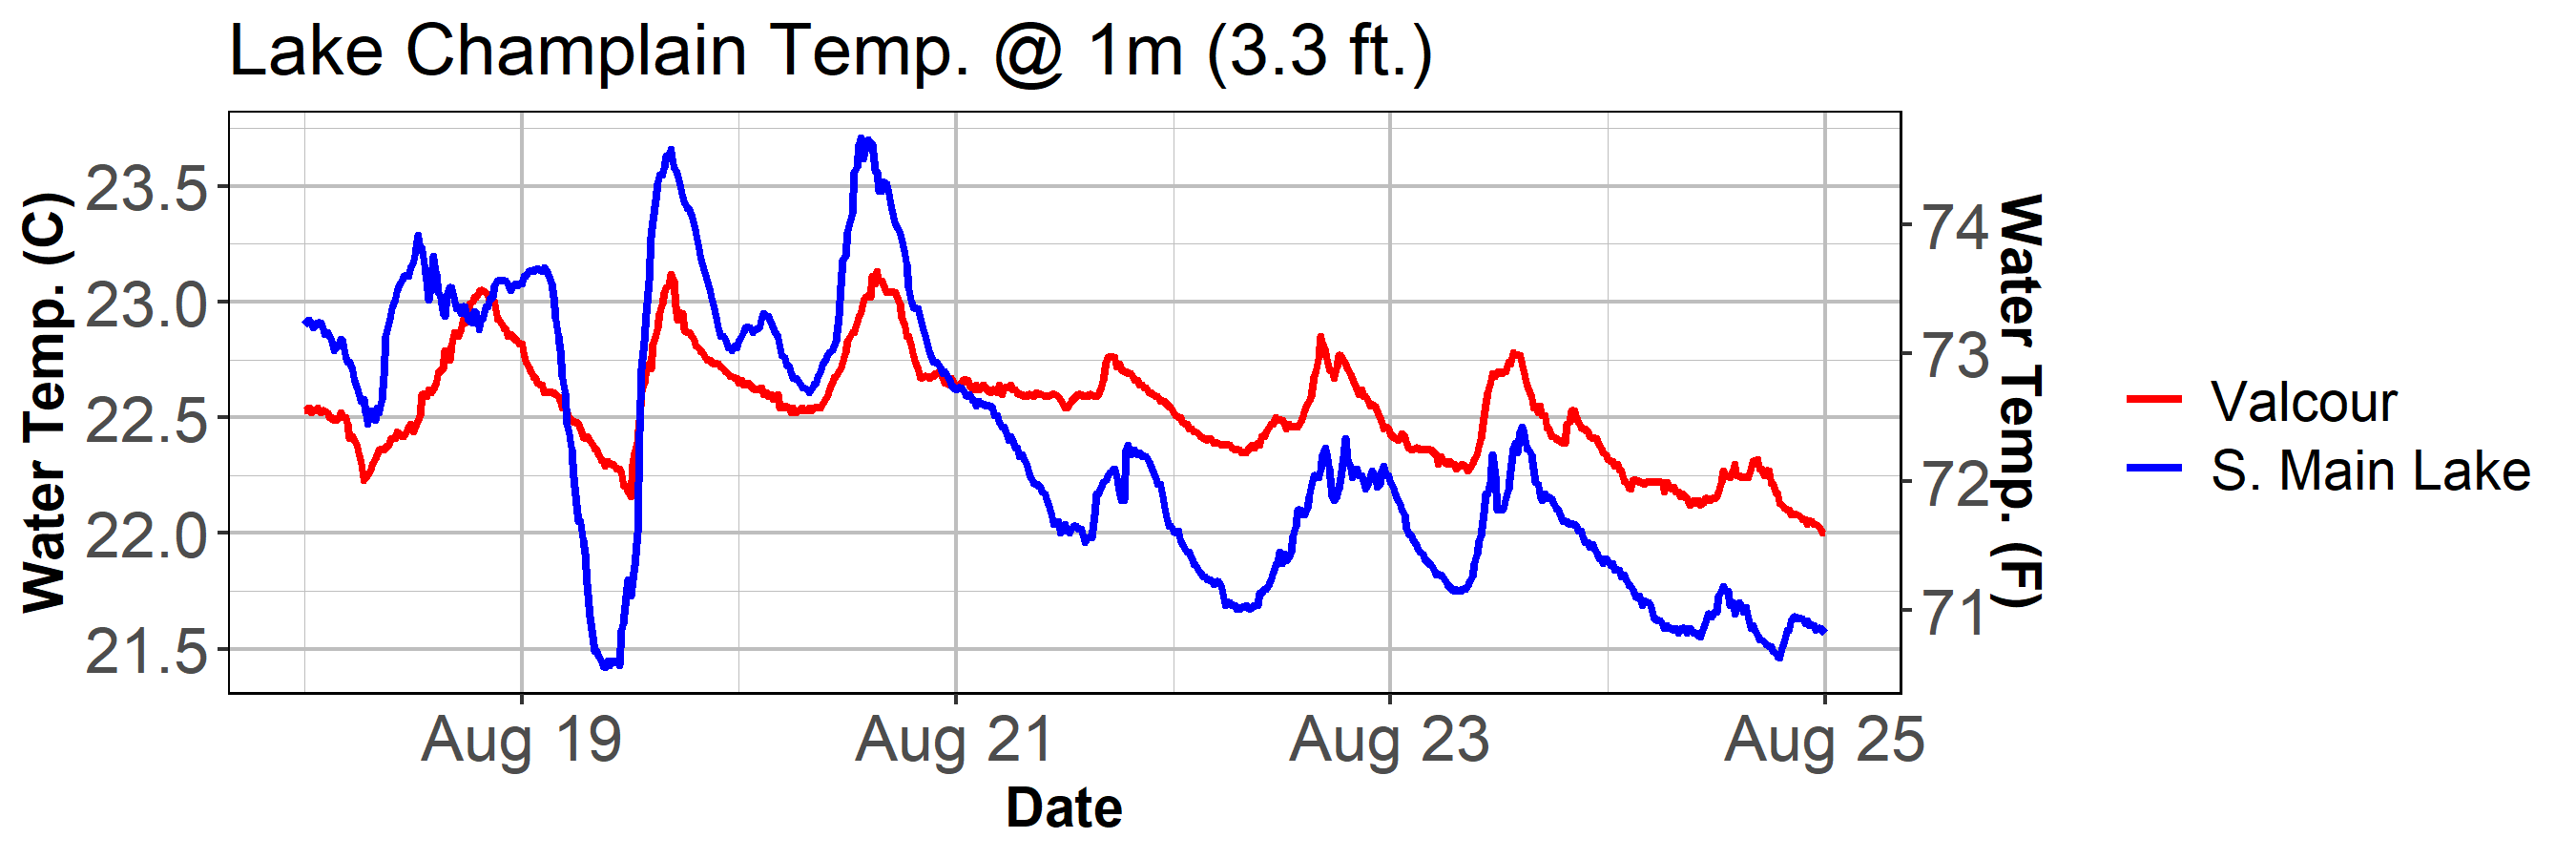 Lake Champlain Temp. @ 1m (3.3 ft.)
Water Temp. (C)
23.5
23.0
22.5
22.0
21.5
74
73
72
71
Water Temp. (F)
Aug 19 Aug 21 Aug 23 Aug 25
Date
Valcour
S. Main Lake